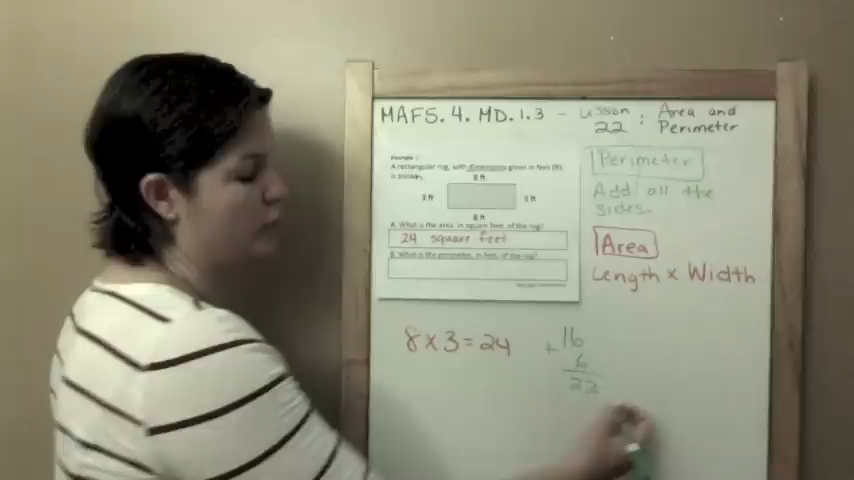 MAFS.4.MD.1.3 - Lesson 22 : Area and Perimeter
Example :
A rectangular rug, with dimensions given in feet (ft)
is shown.
8 ft
3 ft
3 ft
8 ft
A. What is the area, in square feet, of the rug?
24 square feet
B. What is the perimeter, in feet, of the rug?
Perimeter
Add all the
sides.
Area
Length x Width
8 x 3 = 24
16
+ 6
22